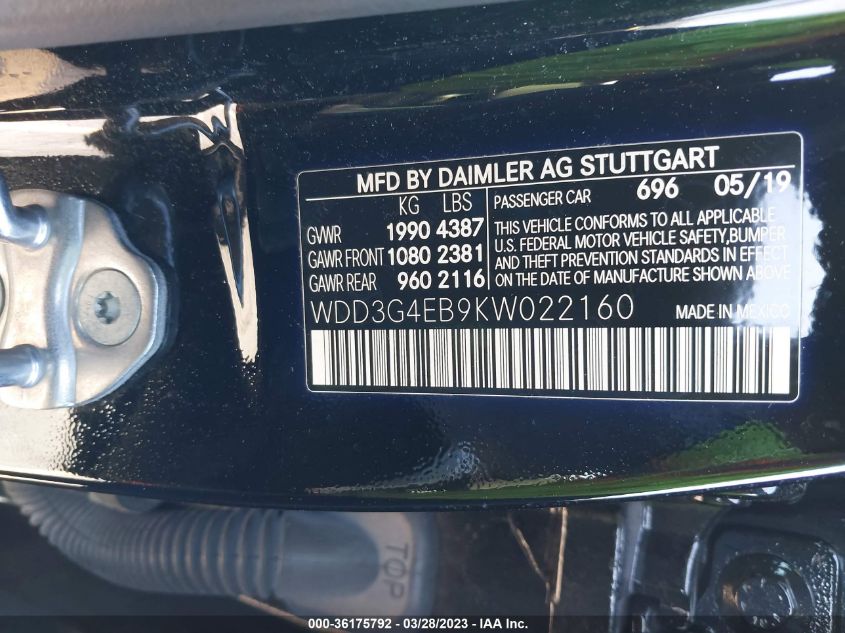 MFD BY DAIMLER AG STUTTGART
KG LBS
GVWR 1990 4387
GAWR FRONT 1080 2381
GAWR REAR 960 2116
PASSENGER CAR 696 05/19
THIS VEHICLE CONFORMS TO ALL APPLICABLE
U.S. FEDERAL MOTOR VEHICLE SAFETY,BUMPER
AND THEFT PREVENTION STANDARDS IN EFFECT
ON THE DATE OF MANUFACTURE SHOWN ABOVE
WDD3G4EB9KW022160
MADE IN MEXICO
TOP
000-36175792 - 03/28/2023 - IAA Inc.